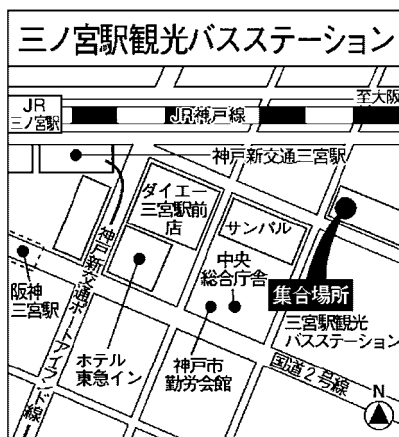 三ノ宮駅観光バスステーション
至大阪
JR
三ノ宮駅
JR神戸線
神戸新交通三宮駅
ダイエー
三宮駅前
店
サンパル
中央
総合庁舎
集合場所
三宮駅観光
バスステーション
阪神
三宮駅
神戸新交通ポートアイランド線
ホテル
東急イン
神戸市
勤労会館
国道2号線
N